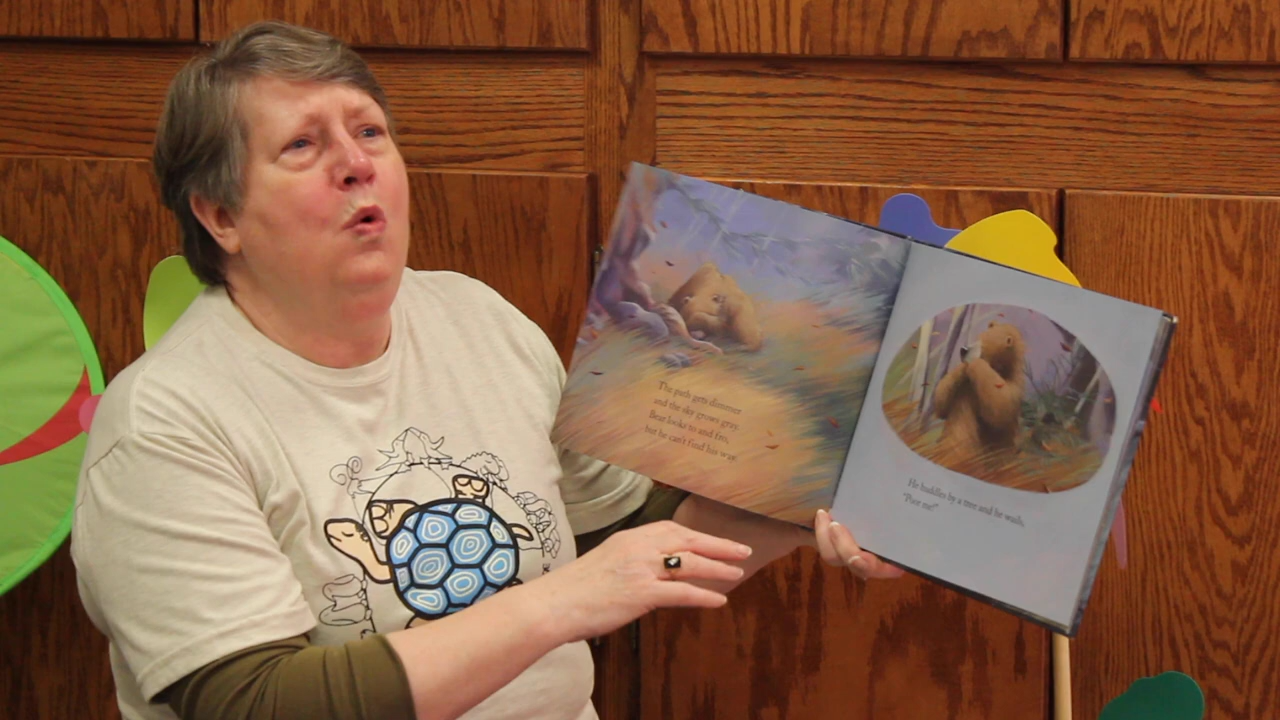 The path gets dimmer
and the sky grows gray.
Bear looks to and fro,
but he can't find his way.
He huddles by a tree and he wails,
"Poor me!"